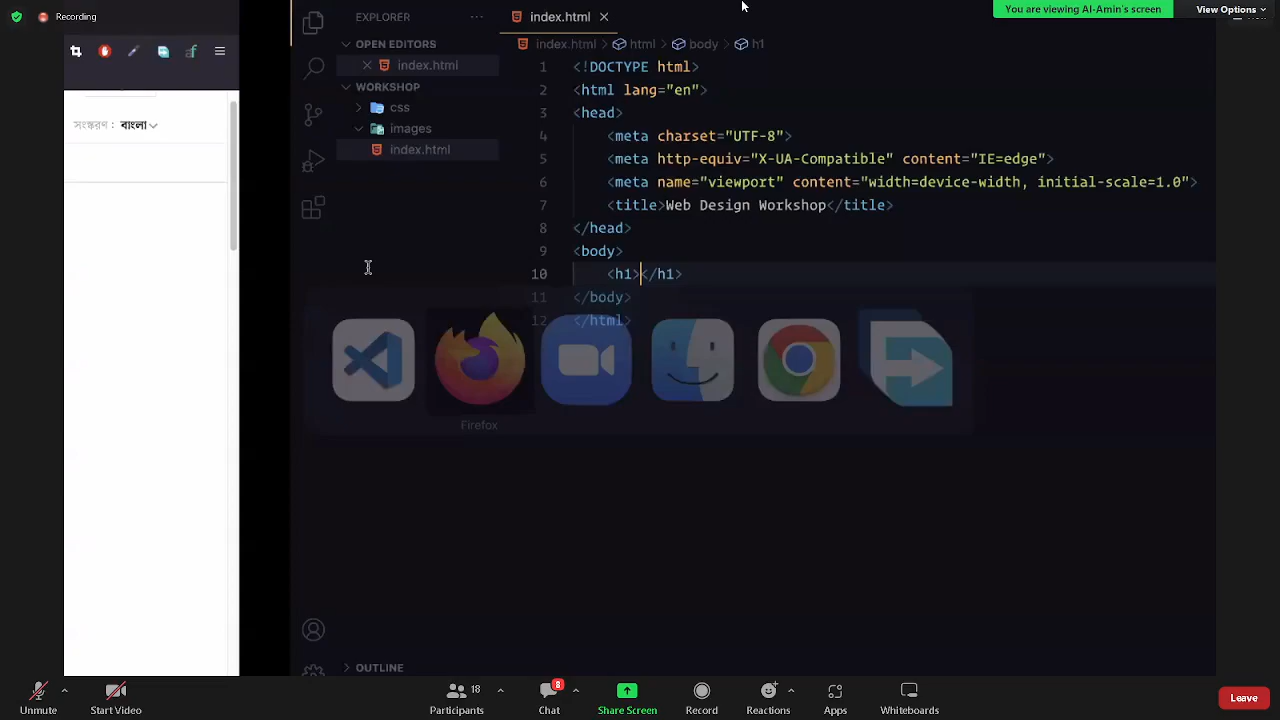 Recording
You are viewing Al-Amin's screen
View Options
সংস্করণ : বাংলা
EXPLORER
OPEN EDITORS
index.html
WORKSHOP
css
images
index.html
OUTLINE
index.html
index.html > html > body > h1
1 <!DOCTYPE html>
2 <html lang="en">
3 <head>
4 <meta charset="UTF-8">
5 <meta http-equiv="X-UA-Compatible" content="IE=edge">
6 <meta name="viewport" content="width=device-width, initial-scale=1.0">
7 <title>Web Design Workshop</title>
8 </head>
9 <body>
10 <h1></h1>
11 </body>
12 </html>
Firefox
Unmute
Start Video
Participants 18
Chat 8
Share Screen
Record
Reactions
Apps
Whiteboards
Leave